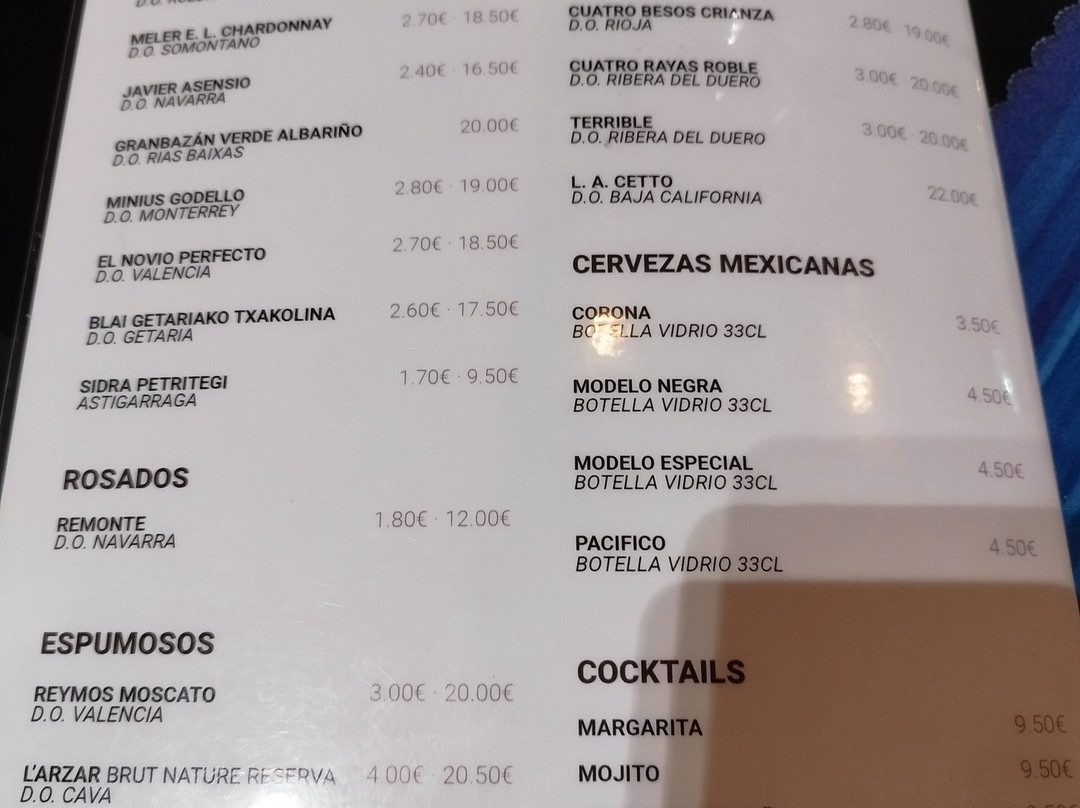 MELER E. L. CHARDONNAY 2.70€ · 18.50€
D.O. SOMONTANO
JAVIER ASENSIO 2.40€ · 16.50€
D.O. NAVARRA
GRANBAZÁN VERDE ALBARIÑO 20.00€
D.O. RIAS BAIXAS
MINIUS GODELLO 2.80€ · 19.00€
D.O. MONTERREY
EL NOVIO PERFECTO 2.70€ · 18.50€
D.O. VALENCIA
BLAI GETARIAKO TXAKOLINA 2.60€ · 17.50€
D.O. GETARIA
SIDRA PETRITEGI 1.70€ · 9.50€
ASTIGARRAGA
ROSADOS
REMONTE 1.80€ · 12.00€
D.O. NAVARRA
ESPUMOSOS
REYMOS MOSCATO 3.00€ · 20.00€
D.O. VALENCIA
L'ARZAR BRUT NATURE RESERVA 4.00€ · 20.50€
D.O. CAVA
CUATRO BESOS CRIANZA 2.80€ · 19.00€
D.O. RIOJA
CUATRO RAYAS ROBLE 3.00€ · 20.00€
D.O. RIBERA DEL DUERO
TERRIBLE 3.00€ · 20.00€
D.O. RIBERA DEL DUERO
L. A. CETTO 22.00€
D.O. BAJA CALIFORNIA
CERVEZAS MEXICANAS
CORONA 3.50€
BOTELLA VIDRIO 33CL
MODELO NEGRA 4.50€
BOTELLA VIDRIO 33CL
MODELO ESPECIAL 4.50€
BOTELLA VIDRIO 33CL
PACIFICO 4.50€
BOTELLA VIDRIO 33CL
COCKTAILS
MARGARITA 9.50€
MOJITO 9.50€